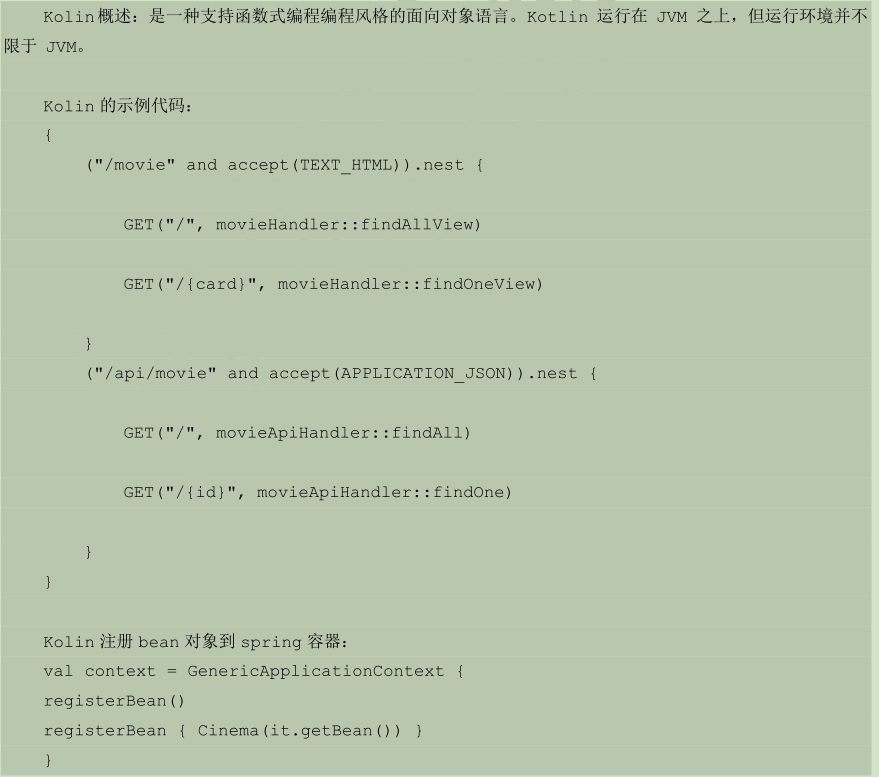 Kolin概述：是一种支持函数式编程编程风格的面向对象语言。Kotlin 运行在 JVM 之上，但运行环境并不
限于 JVM。
Kolin 的示例代码：
{
("/movie" and accept(TEXT_HTML)).nest {
GET("/", movieHandler::findAllView)
GET("/{card}", movieHandler::findOneView)
}
("/api/movie" and accept(APPLICATION_JSON)).nest {
GET("/", movieApiHandler::findAll)
GET("/{id}", movieApiHandler::findOne)
}
}
Kolin 注册 bean 对象到 spring 容器：
val context = GenericApplicationContext {
registerBean()
registerBean { Cinema(it.getBean()) }
}